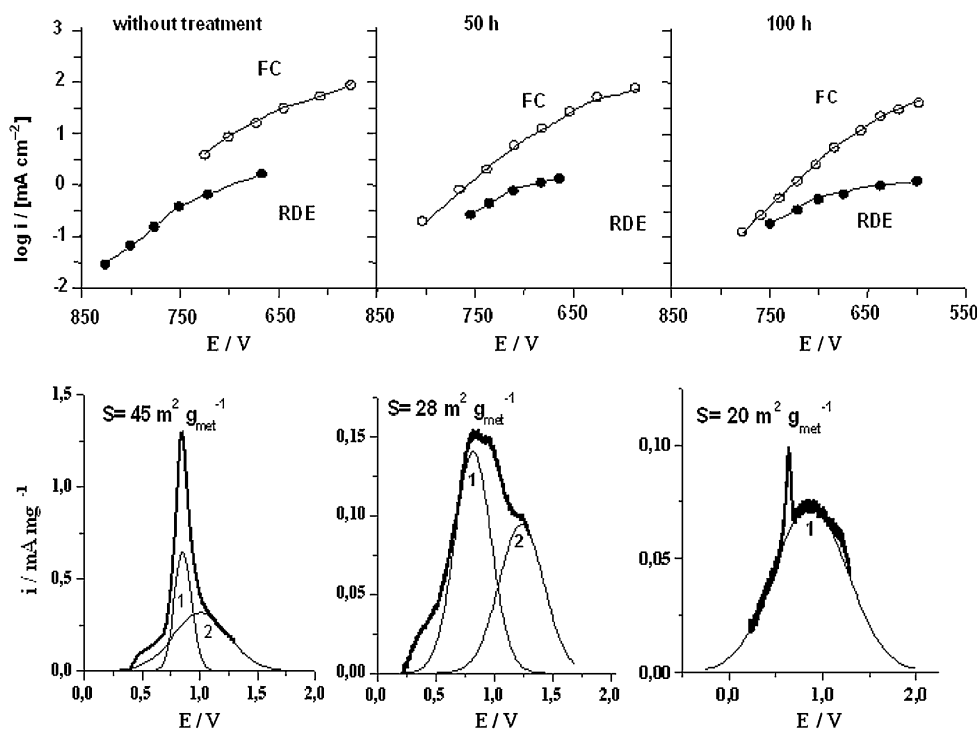 without treatment
50 h
100 h
3
2
1
0
-1
-2
log i / [mA cm⁻²]
FC
RDE
FC
RDE
FC
RDE
850 750 650 850 750 650 850 750 650 550
E / V
E / V
E / V
1,5
1,0
0,5
0,0
i / mA mg⁻¹
S= 45 m² g_met⁻¹
1
2
0,0 0,5 1,0 1,5 2,0
E / V
0,15
0,10
0,05
0,00
S= 28 m² g_met⁻¹
1
2
0,0 0,5 1,0 1,5 2,0
E / V
0,10
0,05
0,00
S= 20 m² g_met⁻¹
1
0,0 1,0 2,0
E / V